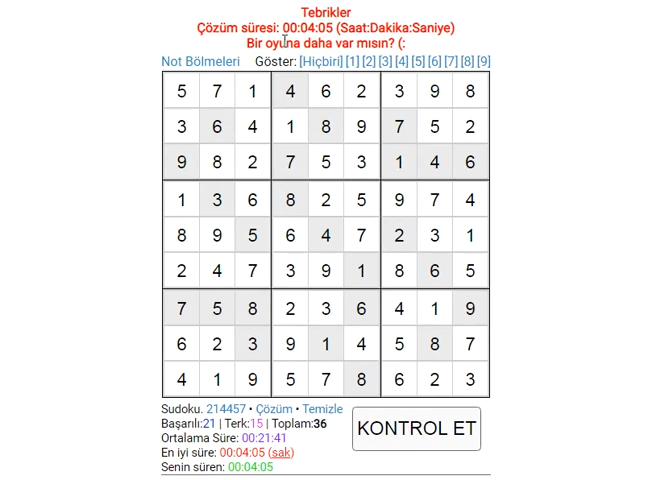 Tebrikler
Çözüm süresi: 00:04:05 (Saat:Dakika:Saniye)
Bir oyuna daha var mısın? (:
Not Bölmeleri Göster: [Hiçbiri] [1] [2] [3] [4] [5] [6] [7] [8] [9]
5 7 1 4 6 2 3 9 8
3 6 4 1 8 9 7 5 2
9 8 2 7 5 3 1 4 6
1 3 6 8 2 5 9 7 4
8 9 5 6 4 7 2 3 1
2 4 7 3 9 1 8 6 5
7 5 8 2 3 6 4 1 9
6 2 3 9 1 4 5 8 7
4 1 9 5 7 8 6 2 3
Sudoku. 214457 • Çözüm • Temizle
Başarılı:21 | Terk:15 | Toplam:36
Ortalama Süre: 00:21:41
En iyi süre: 00:04:05 (sak)
Senin süren: 00:04:05
KONTROL ET